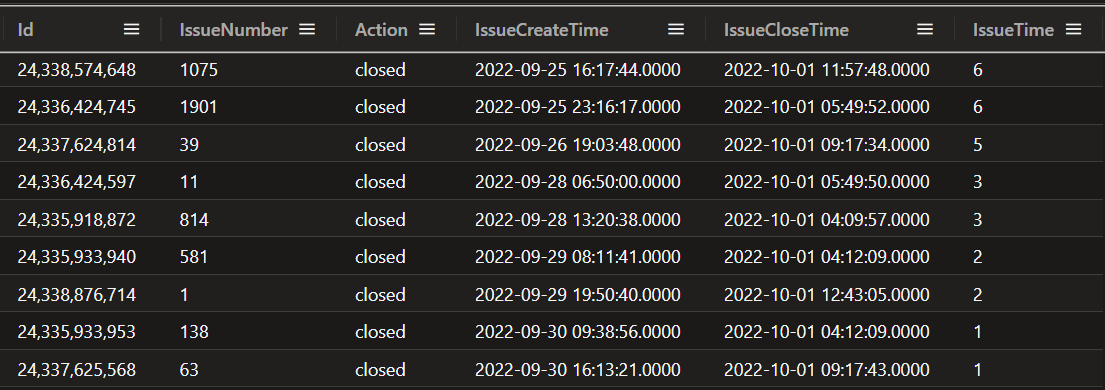 Id IssueNumber Action IssueCreateTime IssueCloseTime IssueTime
24,338,574,648 1075 closed 2022-09-25 16:17:44.0000 2022-10-01 11:57:48.0000 6
24,336,424,745 1901 closed 2022-09-25 23:16:17.0000 2022-10-01 05:49:52.0000 6
24,337,624,814 39 closed 2022-09-26 19:03:48.0000 2022-10-01 09:17:34.0000 5
24,336,424,597 11 closed 2022-09-28 06:50:00.0000 2022-10-01 05:49:50.0000 3
24,335,918,872 814 closed 2022-09-28 13:20:38.0000 2022-10-01 04:09:57.0000 3
24,335,933,940 581 closed 2022-09-29 08:11:41.0000 2022-10-01 04:12:09.0000 2
24,338,876,714 1 closed 2022-09-29 19:50:40.0000 2022-10-01 12:43:05.0000 2
24,335,933,953 138 closed 2022-09-30 09:38:56.0000 2022-10-01 04:12:09.0000 1
24,337,625,568 63 closed 2022-09-30 16:13:21.0000 2022-10-01 09:17:43.0000 1